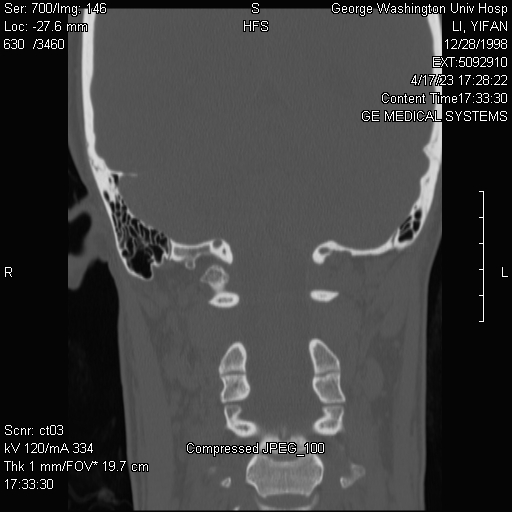 Ser: 700/Img: 146
Loc: -27.6 mm
630 /3460
S
HFS
George Washington Univ Hosp
LI, YIFAN
12/28/1998
EXT:5092910
4/17/23 17:28:22
Content Time17:33:30
GE MEDICAL SYSTEMS
R
L
Scnr: ct03
kV 120/mA 334
Thk 1 mm/FOV* 19.7 cm
17:33:30
Compressed JPEG_100